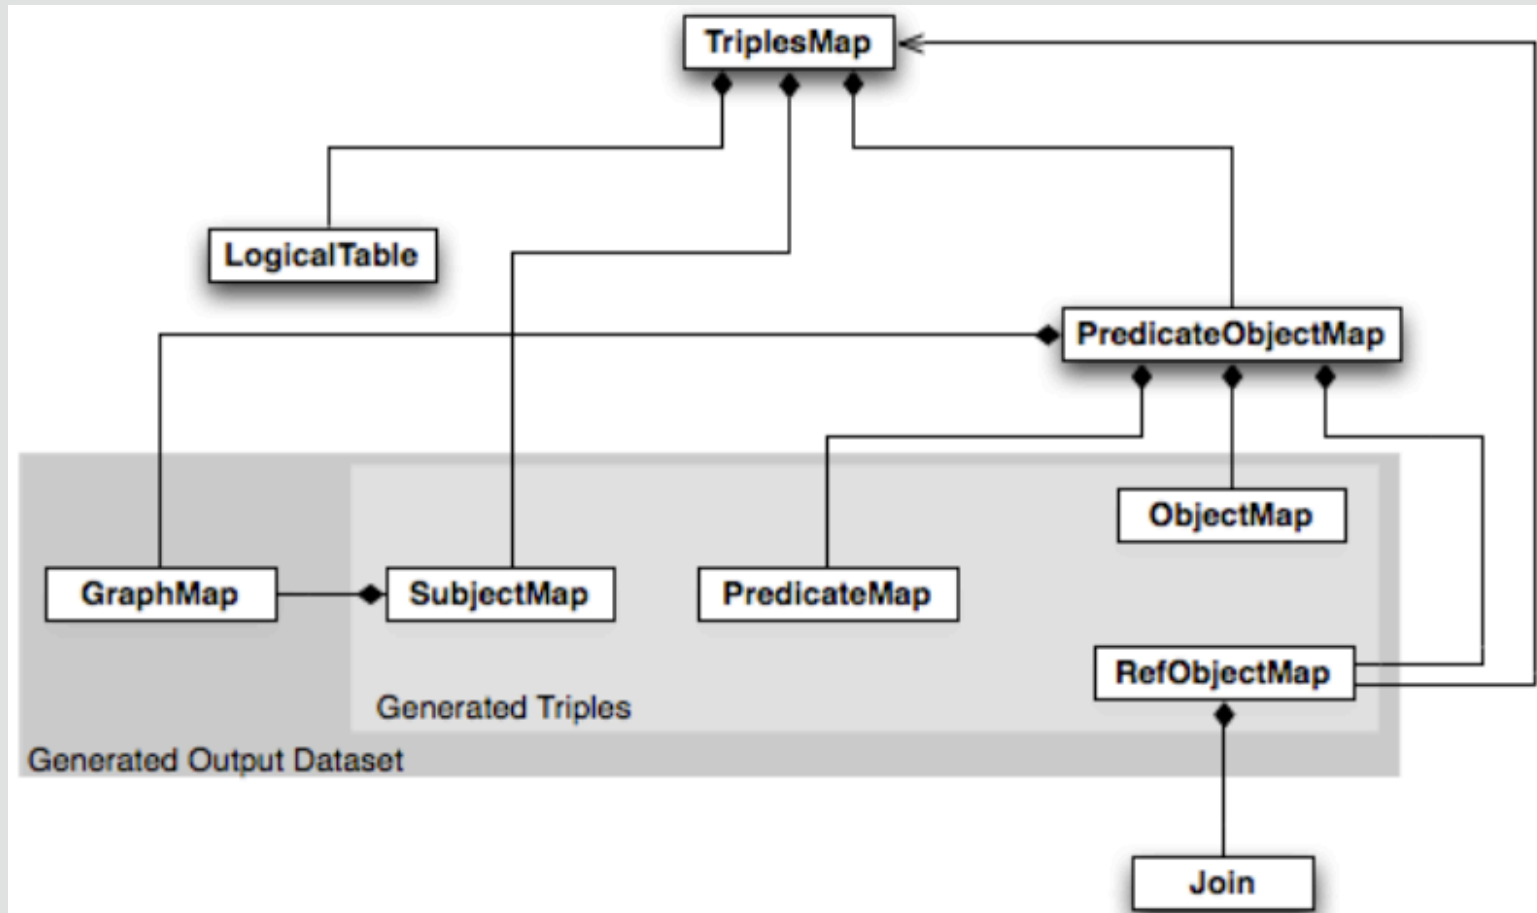 TriplesMap
LogicalTable
PredicateObjectMap
ObjectMap
GraphMap
SubjectMap
PredicateMap
RefObjectMap
Generated Triples
Generated Output Dataset
Join